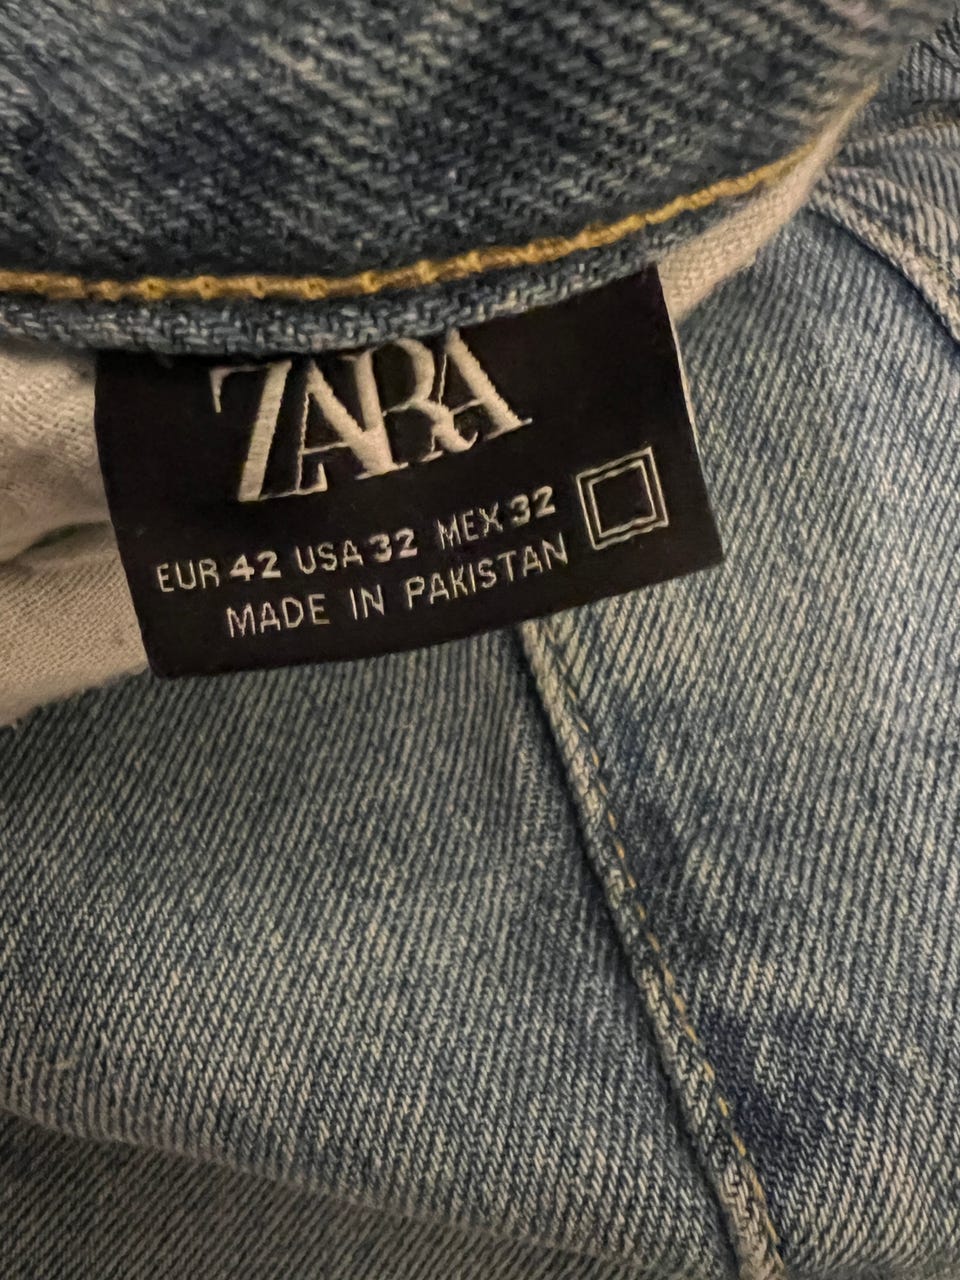 ZARA
EUR 42 USA 32 MEX 32
MADE IN PAKISTAN